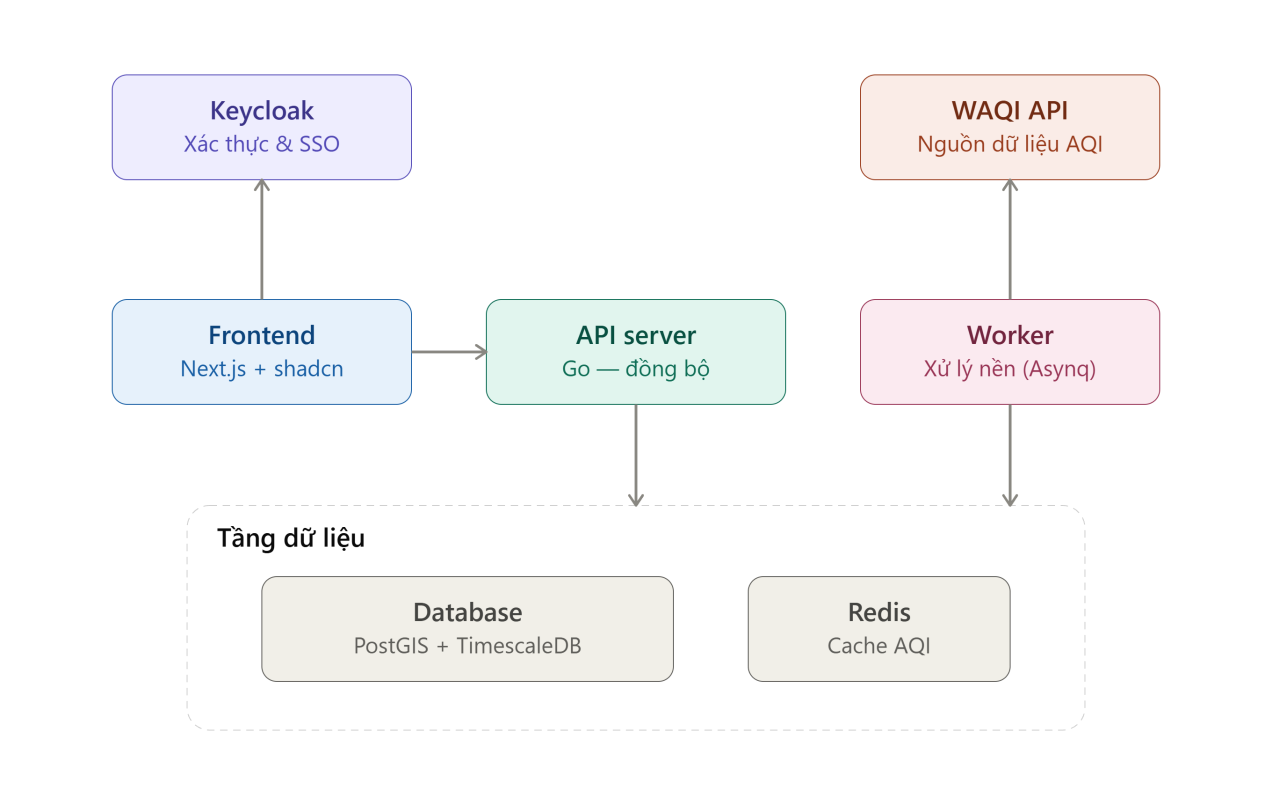 Keycloak
Xác thực & SSO
WAQI API
Nguồn dữ liệu AQI
Frontend
Next.js + shadcn
API server
Go — đồng bộ
Worker
Xử lý nền (Asynq)
Tầng dữ liệu
Database
PostGIS + TimescaleDB
Redis
Cache AQI